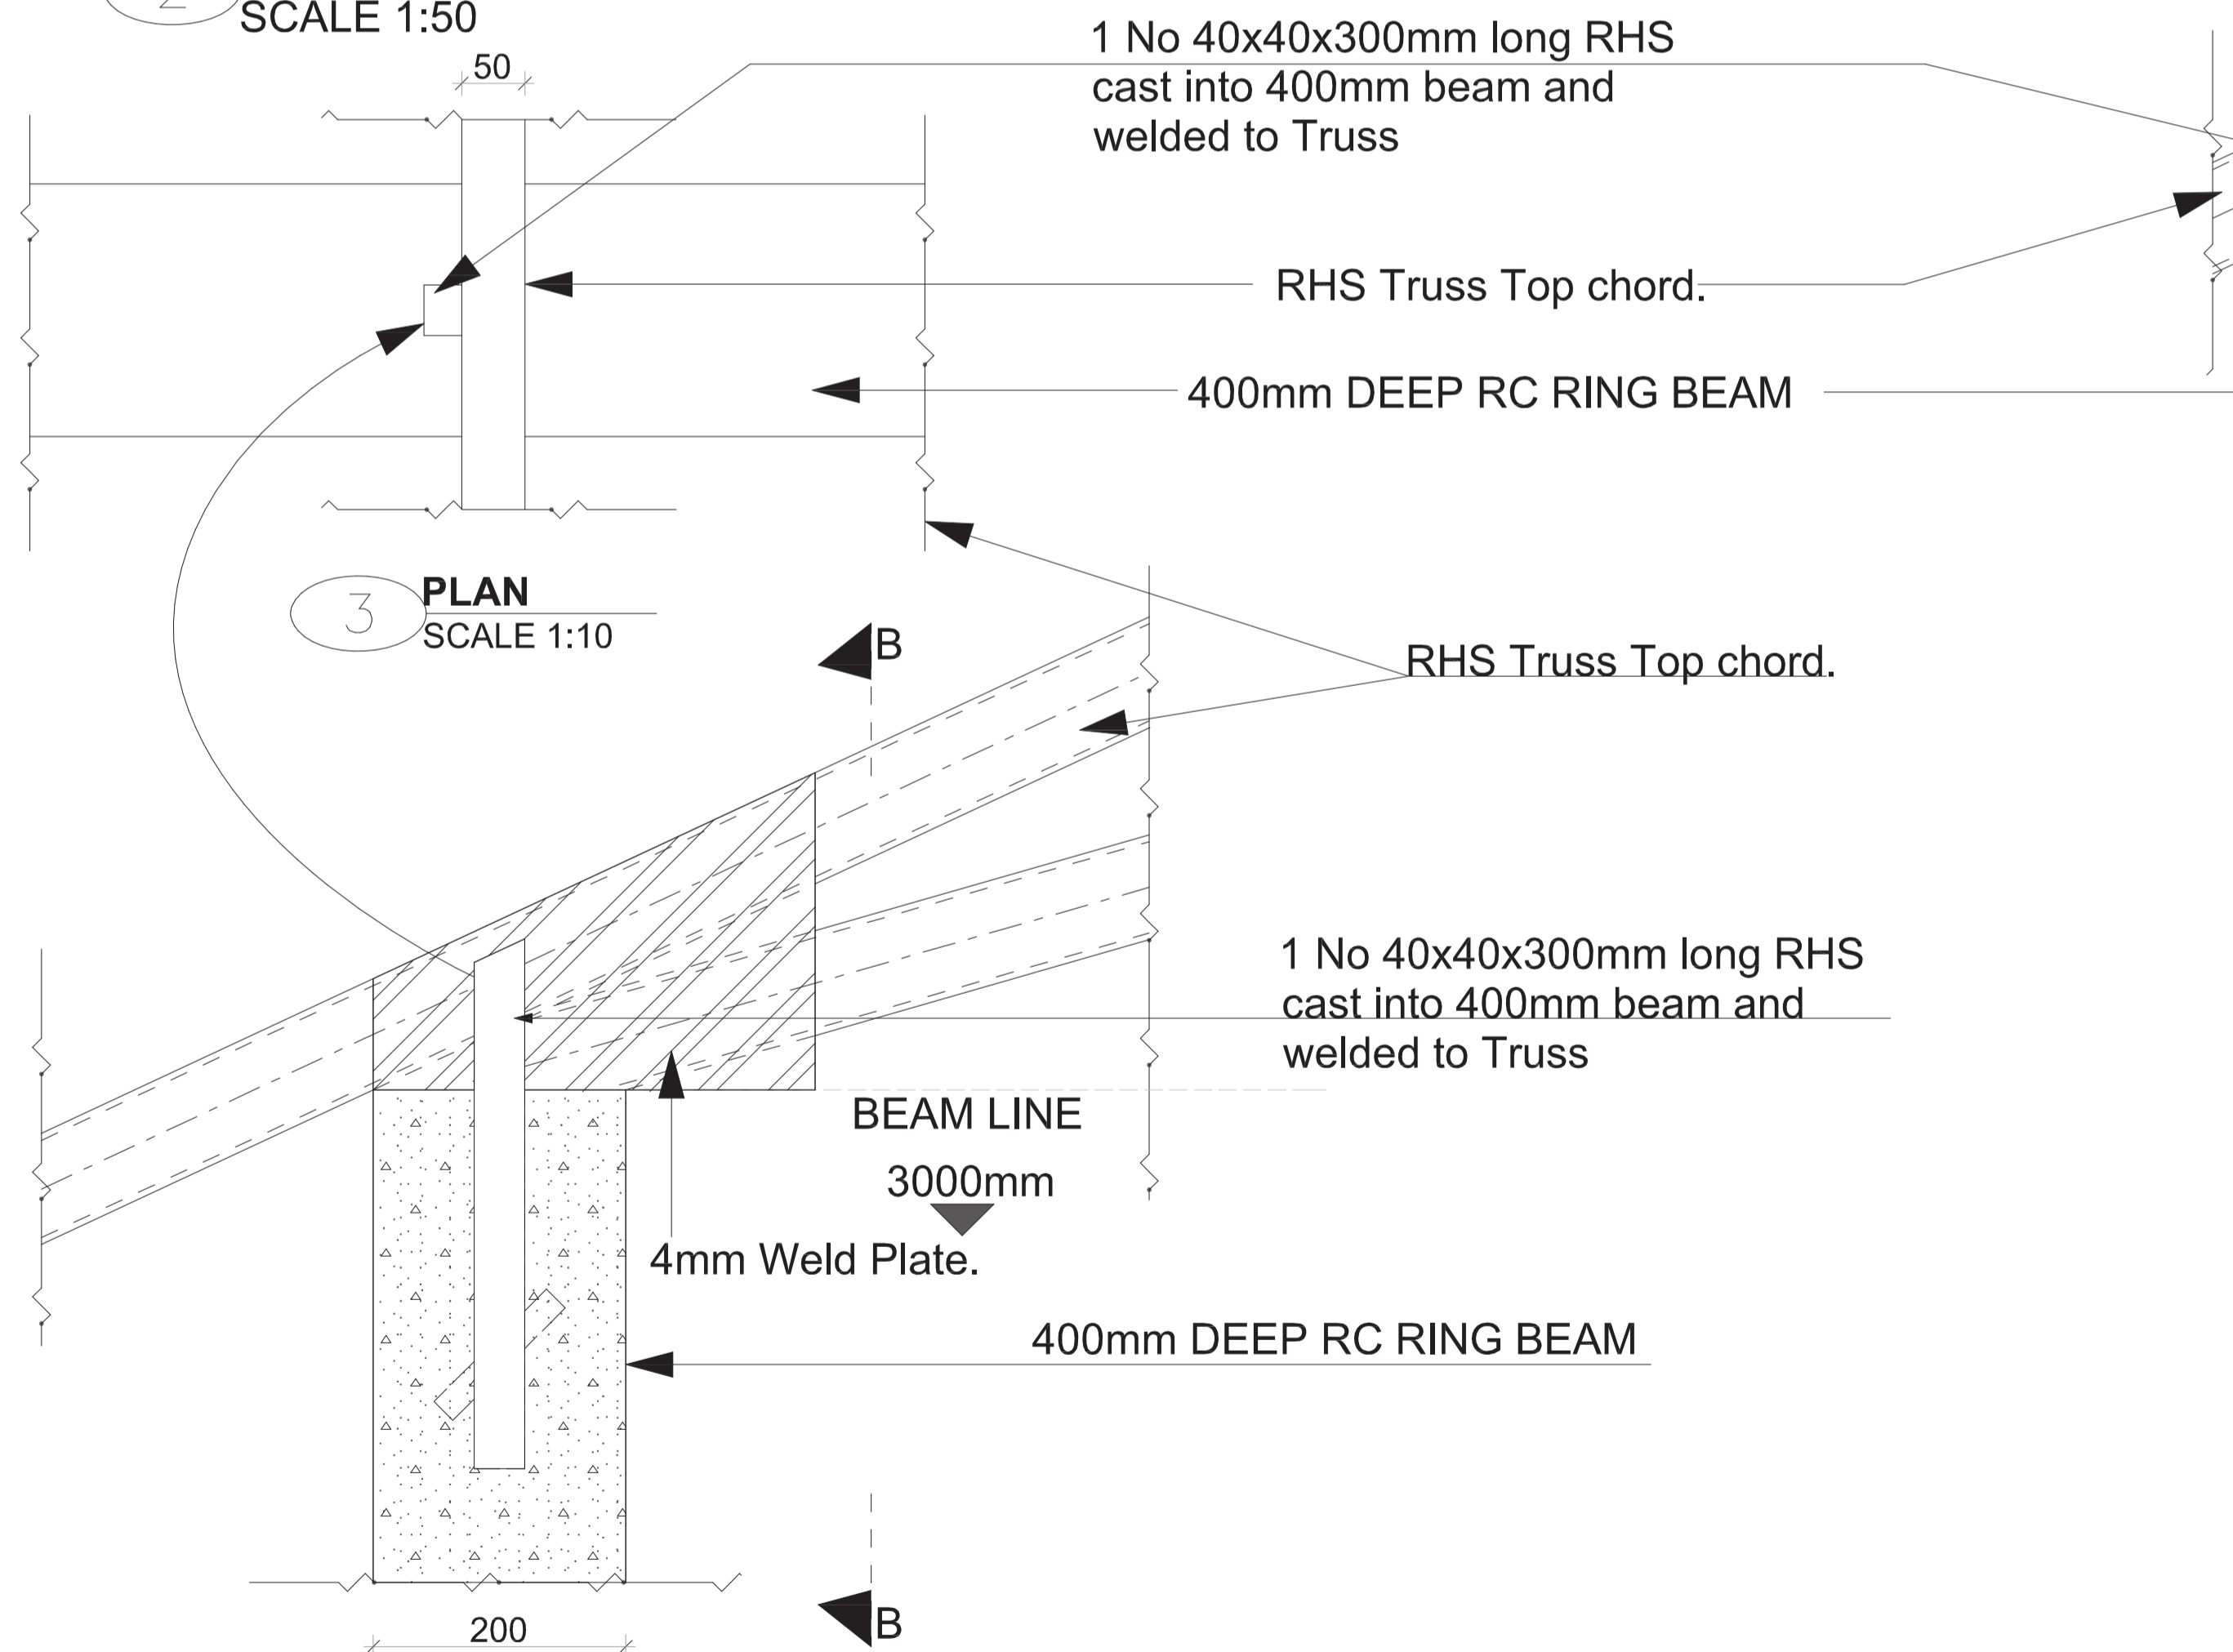 2
SCALE 1:50
50
1 No 40x40x300mm long RHS
cast into 400mm beam and
welded to Truss
RHS Truss Top chord.
400mm DEEP RC RING BEAM
3
PLAN
SCALE 1:10
B
RHS Truss Top chord.
1 No 40x40x300mm long RHS
cast into 400mm beam and
welded to Truss
BEAM LINE
3000mm
4mm Weld Plate.
400mm DEEP RC RING BEAM
B
200